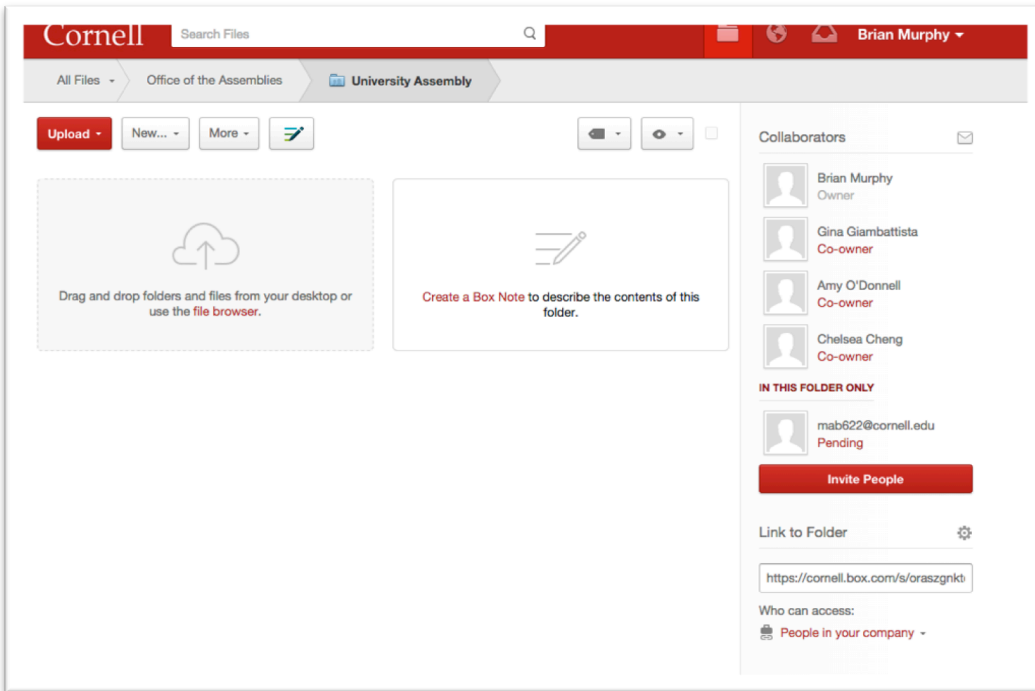 Cornell
Search Files
Brian Murphy
All Files
Office of the Assemblies
University Assembly
Upload
New...
More
Drag and drop folders and files from your desktop or
use the file browser.
Create a Box Note to describe the contents of this
folder.
Collaborators
Brian Murphy
Owner
Gina Giambattista
Co-owner
Amy O'Donnell
Co-owner
Chelsea Cheng
Co-owner
IN THIS FOLDER ONLY
mab622@cornell.edu
Pending
Invite People
Link to Folder
https://cornell.box.com/s/oraszgnkt
Who can access:
People in your company